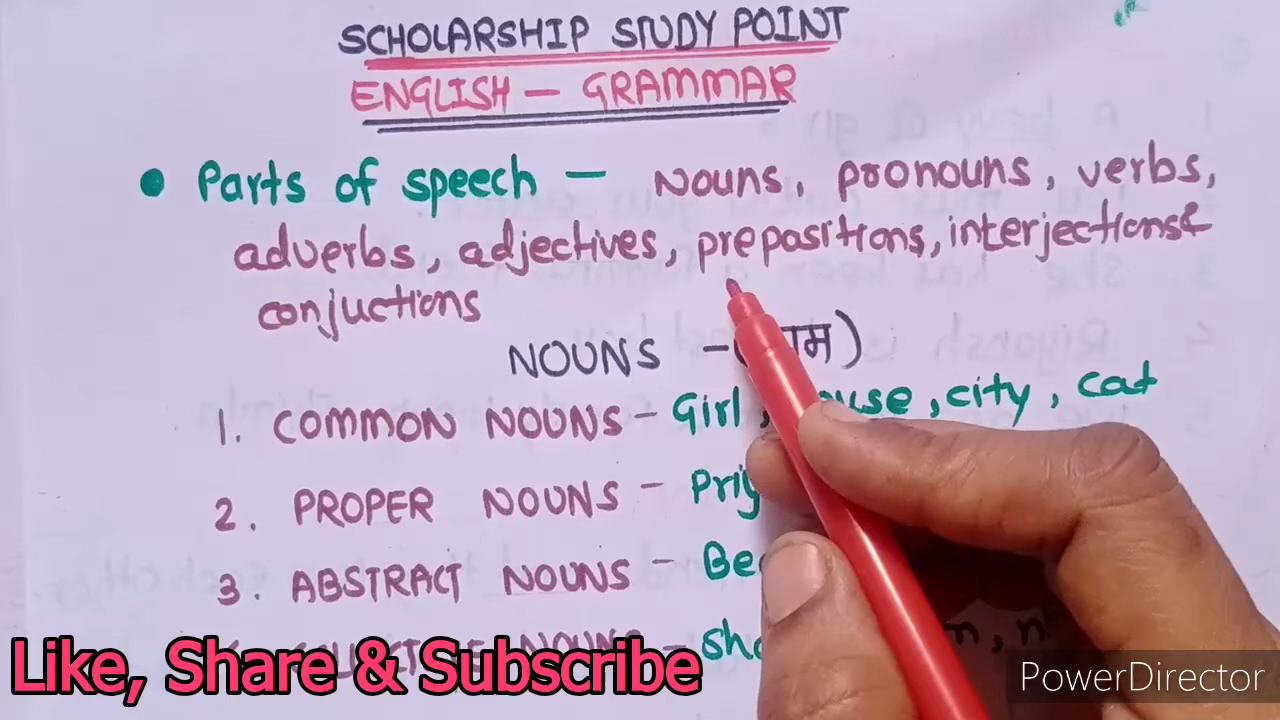 SCHOLARSHIP STUDY POINT
ENGLISH — GRAMMAR
• Parts of speech — Nouns, pronouns, verbs,
adverbs, adjectives, prepositions, interjections &
conjuctions
NOUNS - (
1. COMMON NOUNS - Girl, , city, cat
2. PROPER NOUNS -
3. ABSTRACT NOUNS -
NOUNS -
Like, Share & Subscribe
PowerDirector